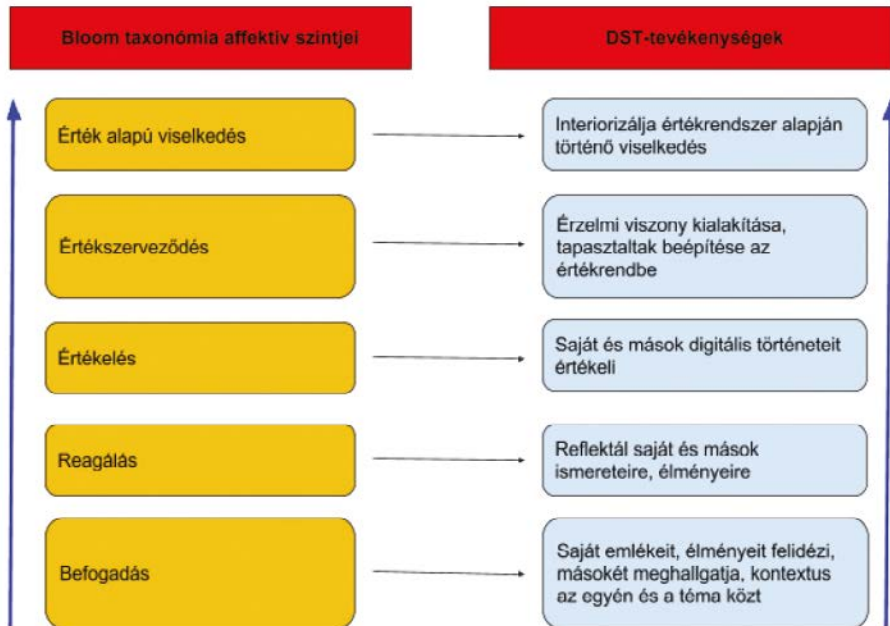 Bloom taxonómia affektív szintjei
DST-tevékenységek
Érték alapú viselkedés
Interiorizálja értékrendszer alapján
történő viselkedés
Értékszerveződés
Érzelmi viszony kialakítása,
tapasztaltak beépítése az
értékrendbe
Értékelés
Saját és mások digitális történeteit
értékeli
Reagálás
Reflektál saját és mások
ismereteire, élményeire
Befogadás
Saját emlékeit, élményeit felidézi,
másokét meghallgatja, kontextus
az egyén és a téma közt